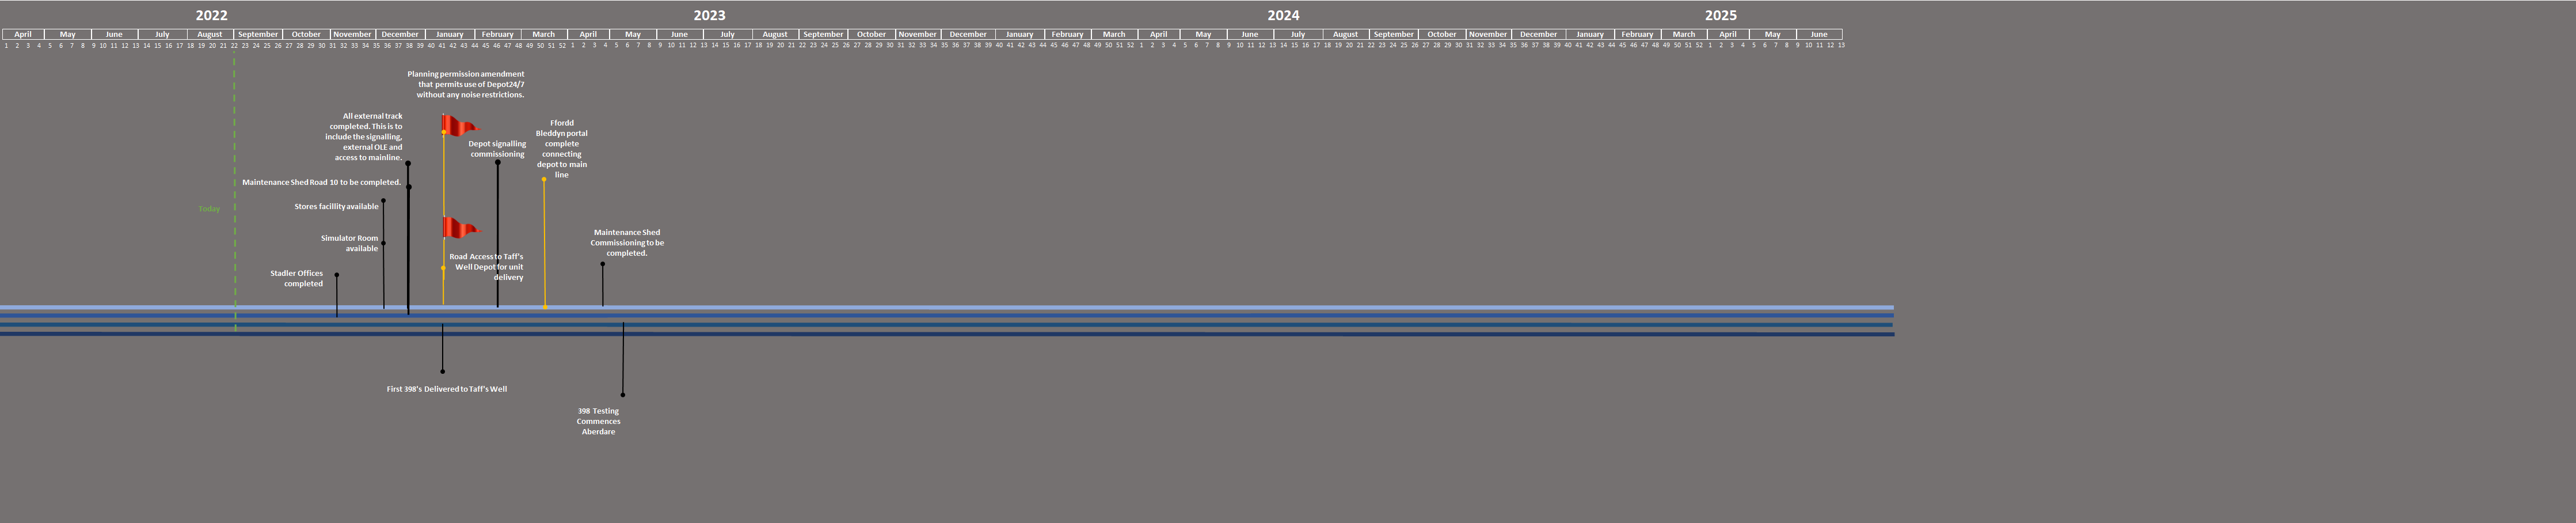 2022 2023 2024 2025
April May June July August September October November December January February March April May June July August September October November December January February March April May June July August September October November December January February March April May June
1 2 3 4 5 6 7 8 9 10 11 12 13 14 15 16 17 18 19 20 21 22 23 24 25 26 27 28 29 30 31 32 33 34 35 36 37 38 39 40 41 42 43 44 45 46 47 48 49 50 51 52 1 2 3 4 5 6 7 8 9 10 11 12 13 14 15 16 17 18 19 20 21 22 23 24 25 26 27 28 29 30 31 32 33 34 35 36 37 38 39 40 41 42 43 44 45 46 47 48 49 50 51 52 1 2 3 4 5 6 7 8 9 10 11 12 13 14 15 16 17 18 19 20 21 22 23 24 25 26 27 28 29 30 31 32 33 34 35 36 37 38 39 40 41 42 43 44 45 46 47 48 49 50 51 52 1 2 3 4 5 6 7 8 9 10 11 12 13
Planning permission amendment
that permits use of Depot24/7
without any noise restrictions.
All external track
completed. This is to
include the signalling,
external OLE and
access to mainline.
Ffordd
Bleddyn portal
complete
connecting
depot to main
line
Depot signalling
commissioning
Maintenance Shed Road 10 to be completed.
Stores facillity available
Today
Simulator Room
available
Maintenance Shed
Commissioning to be
completed.
Road Access to Taff's
Well Depot for unit
delivery
Stadler Offices
completed
First 398's Delivered to Taff's Well
398 Testing
Commences
Aberdare